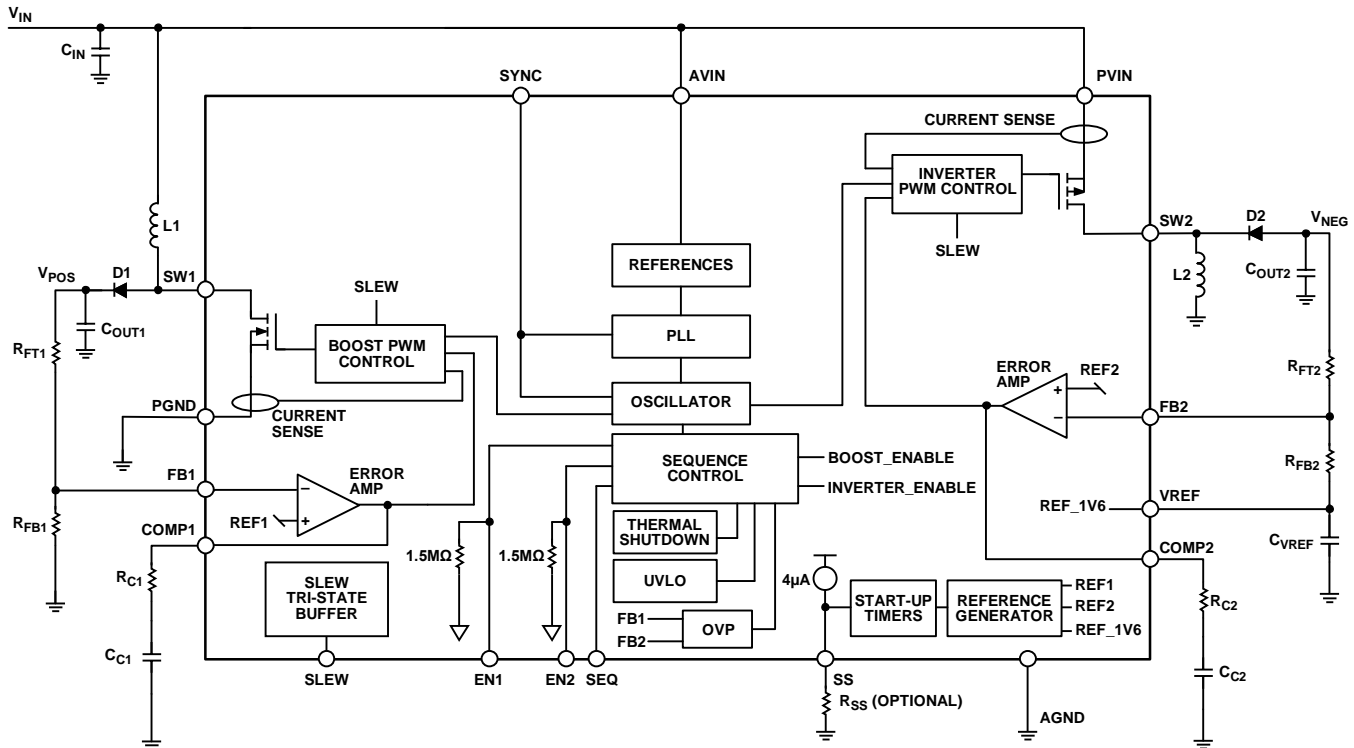 VIN
CIN
SYNC
AVIN
PVIN
CURRENT SENSE
INVERTER
PWM CONTROL
SLEW
L1
SW2
D2
VNEG
L2
COUT2
REFERENCES
VPOS
D1
SW1
SLEW
COUT1
PLL
BOOST PWM
CONTROL
RFT1
ERROR
AMP
REF2
RFT2
OSCILLATOR
PGND
CURRENT
SENSE
+
−
FB2
SEQUENCE
CONTROL
BOOST_ENABLE
INVERTER_ENABLE
RFB2
FB1
ERROR
AMP
−
+
REF1
RFB1
REF_1V6
VREF
COMP1
THERMAL
SHUTDOWN
CVREF
1.5MΩ
1.5MΩ
COMP2
RC1
SLEW
TRI-STATE
BUFFER
UVLO
4µA
START-UP
TIMERS
REFERENCE
GENERATOR
REF1
REF2
REF_1V6
RC2
FB1
FB2
OVP
CC1
SLEW
EN1
EN2
SEQ
SS
CC2
RSS (OPTIONAL)
AGND